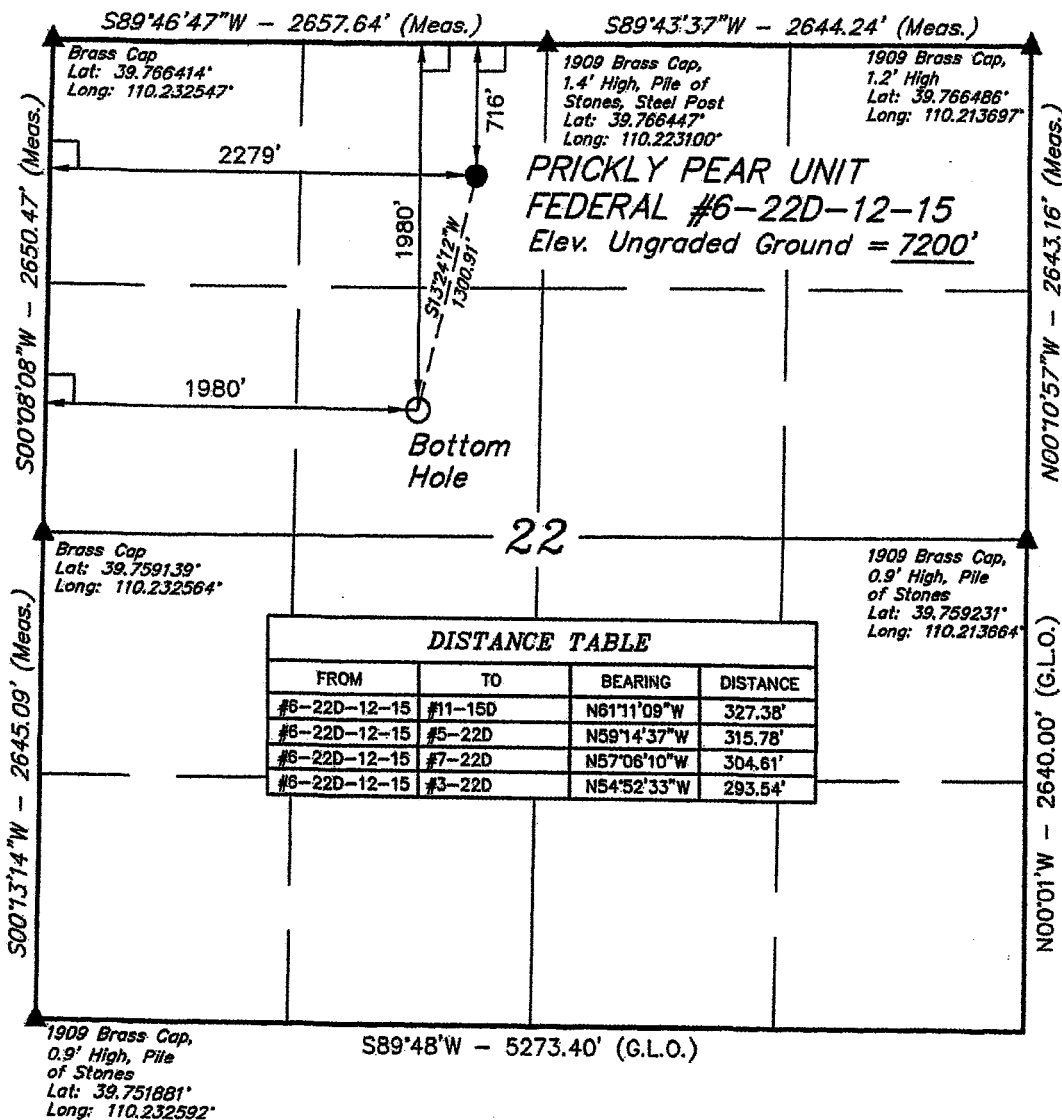 S89°46'47"W - 2657.64' (Meas.)
S89°43'37"W - 2644.24' (Meas.)
Brass Cap
Lat: 39.766414°
Long: 110.232547°
1909 Brass Cap,
1.4' High, Pile of
Stones, Steel Post
Lat: 39.766447°
Long: 110.223100°
1909 Brass Cap,
1.2' High
Lat: 39.766486°
Long: 110.213697°
716'
2279'
1980'
S13°24'12"W
1300.91'
PRICKLY PEAR UNIT
FEDERAL #6-22D-12-15
Elev. Ungraded Ground = 7200'
S00°08'08"W - 2650.47' (Meas.)
N00°10'57"W - 2643.16' (Meas.)
1980'
Bottom
Hole
22
Brass Cap
Lat: 39.759139°
Long: 110.232564°
1909 Brass Cap,
0.9' High, Pile
of Stones
Lat: 39.759231°
Long: 110.213664°
DISTANCE TABLE
FROM TO BEARING DISTANCE
#6-22D-12-15 #11-15D N61°11'09"W 327.38'
#6-22D-12-15 #5-22D N59°14'37"W 315.78'
#6-22D-12-15 #7-22D N57°06'10"W 304.61'
#6-22D-12-15 #3-22D N54°52'33"W 293.54'
S00°13'14"W - 2645.09' (Meas.)
N00°01'W - 2640.00' (G.L.O.)
1909 Brass Cap,
0.9' High, Pile
of Stones
Lat: 39.751881°
Long: 110.232592°
S89°48'W - 5273.40' (G.L.O.)